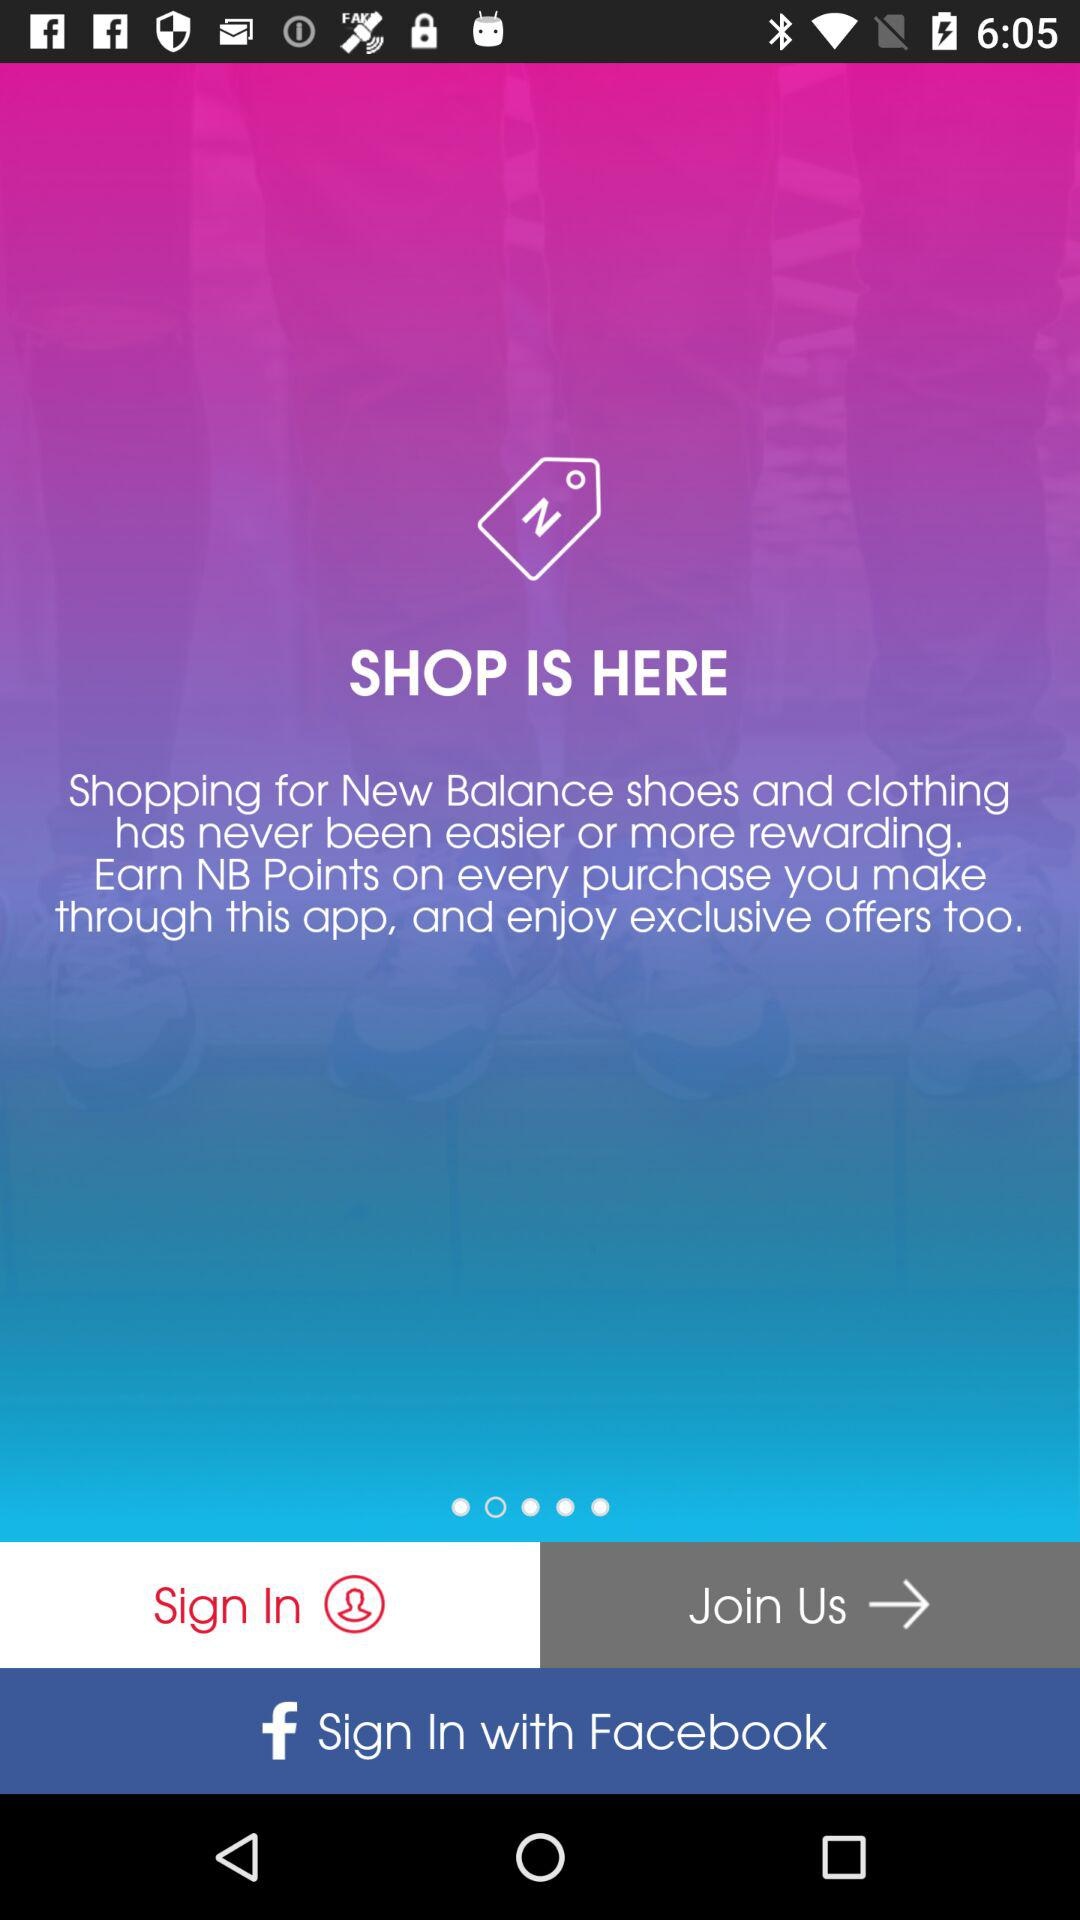 FAKE
6:05
N
SHOP IS HERE
Shopping for New Balance shoes and clothing
has never been easier or more rewarding.
Earn NB Points on every purchase you make
through this app, and enjoy exclusive offers too.
Sign In
Join Us
f Sign In with Facebook